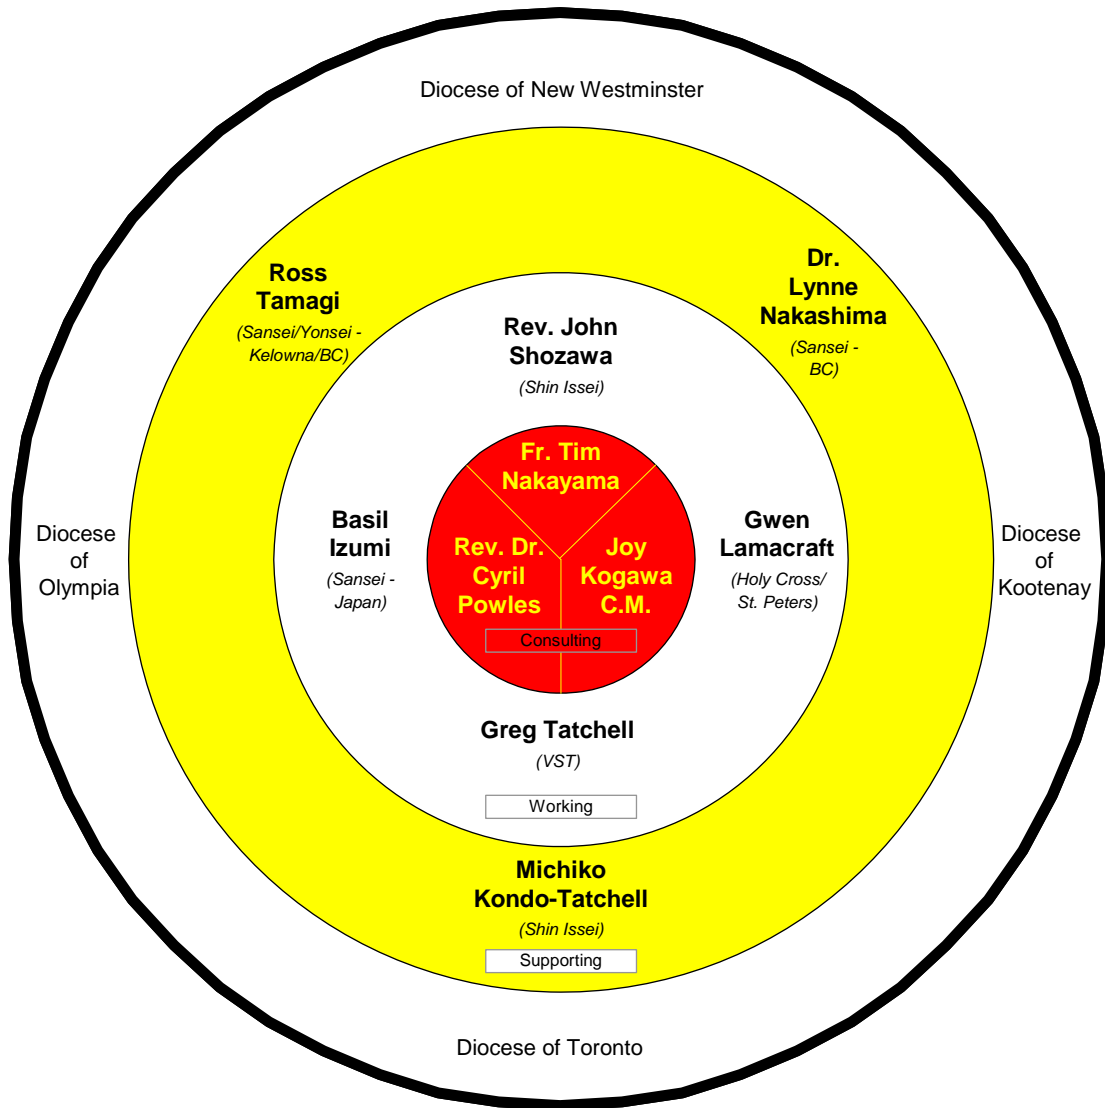 Diocese of New Westminster
Ross
Tamagi
(Sansei/Yonsei -
Kelowna/BC)
Dr.
Lynne
Nakashima
(Sansei -
BC)
Rev. John
Shozawa
(Shin Issei)
Fr. Tim
Nakayama
Diocese
of
Olympia
Basil
Izumi
(Sansei -
Japan)
Rev. Dr.
Cyril
Powles
Joy
Kogawa
C.M.
Consulting
Gwen
Lamacraft
(Holy Cross/
St. Peters)
Diocese
of
Kootenay
Greg Tatchell
(VST)
Working
Michiko
Kondo-Tatchell
(Shin Issei)
Supporting
Diocese of Toronto